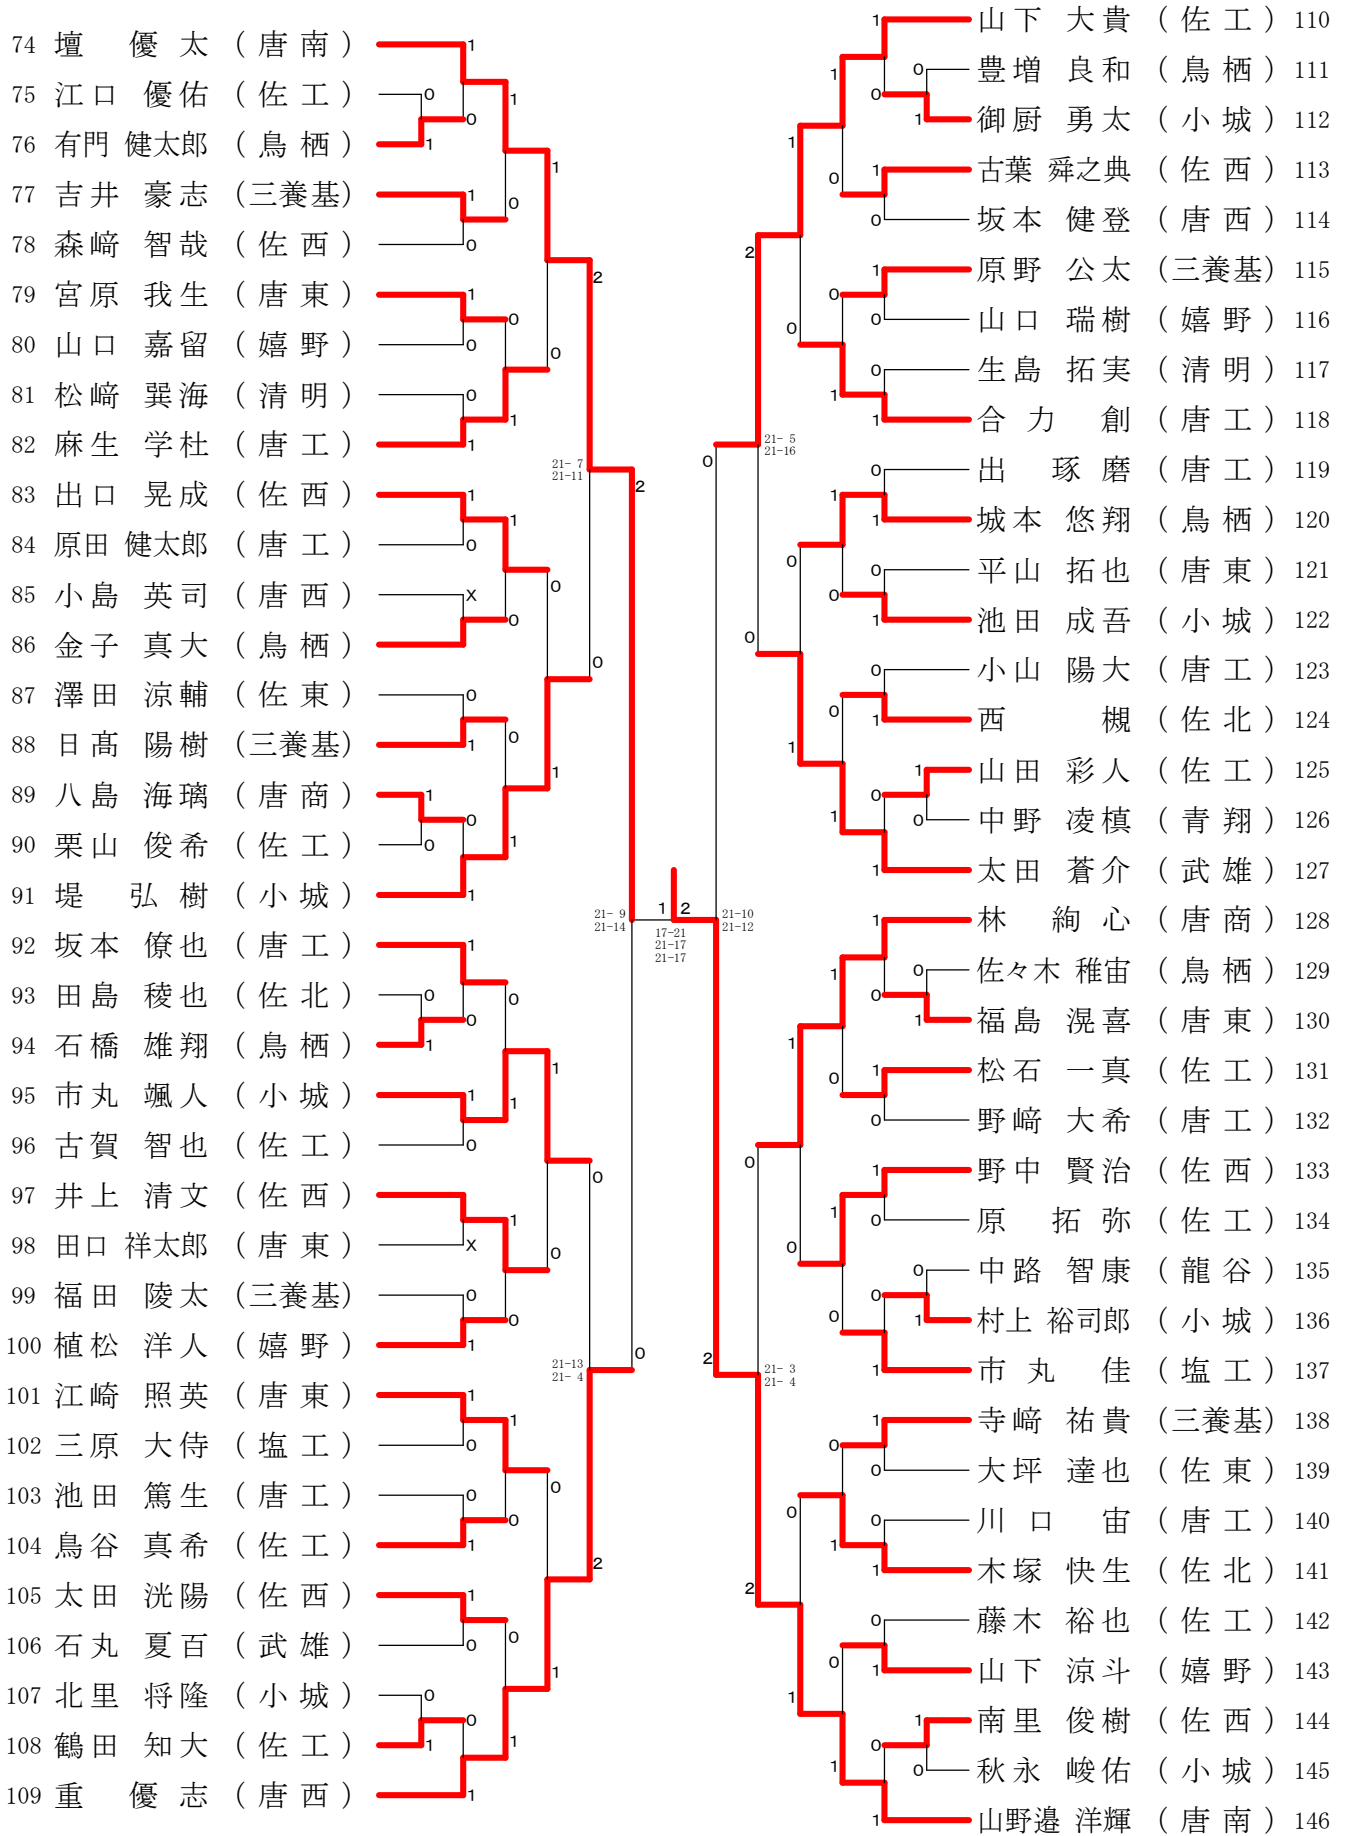 74 壇 優太 (唐南)
75 江口 優佑 (佐工)
76 有門 健太郎 (鳥栖)
77 吉井 豪志 (三養基)
78 森﨑 智哉 (佐西)
79 宮原 我生 (唐東)
80 山口 嘉留 (嬉野)
81 松﨑 巽海 (清明)
82 麻生 学杜 (唐工)
83 出口 晃成 (佐西)
84 原田 健太郎 (唐工)
85 小島 英司 (唐西)
86 金子 真大 (鳥栖)
87 澤田 涼輔 (佐東)
88 日髙 陽樹 (三養基)
89 八島 海璃 (唐商)
90 栗山 俊希 (佐工)
91 堤 弘樹 (小城)
92 坂本 僚也 (唐工)
93 田島 稜也 (佐北)
94 石橋 雄翔 (鳥栖)
95 市丸 颯人 (小城)
96 古賀 智也 (佐工)
97 井上 清文 (佐西)
98 田口 祥太郎 (唐東)
99 福田 陵太 (三養基)
100 植松 洋人 (嬉野)
101 江崎 照英 (唐東)
102 三原 大侍 (塩工)
103 池田 篤生 (唐工)
104 鳥谷 真希 (佐工)
105 太田 洸陽 (佐西)
106 石丸 夏百 (武雄)
107 北里 将隆 (小城)
108 鶴田 知大 (佐工)
109 重 優志 (唐西)
21- 7
21-11
21- 9
21-14
21-13
21- 4
1 2
17-21
21-17
21-17
21- 5
21-16
21-10
21-12
21- 3
21- 4
山下 大貴 (佐工) 110
豊増 良和 (鳥栖) 111
御厨 勇太 (小城) 112
古葉 舜之典 (佐西) 113
坂本 健登 (唐西) 114
原野 公太 (三養基) 115
山口 瑞樹 (嬉野) 116
生島 拓実 (清明) 117
合力 創 (唐工) 118
出 琢磨 (唐工) 119
城本 悠翔 (鳥栖) 120
平山 拓也 (唐東) 121
池田 成吾 (小城) 122
小山 陽大 (唐工) 123
西 槻 (佐北) 124
山田 彩人 (佐工) 125
中野 凌槙 (青翔) 126
太田 蒼介 (武雄) 127
林 絢心 (唐商) 128
佐々木 稚宙 (鳥栖) 129
福島 滉喜 (唐東) 130
松石 一真 (佐工) 131
野﨑 大希 (唐工) 132
野中 賢治 (佐西) 133
原 拓弥 (佐工) 134
中路 智康 (龍谷) 135
村上 裕司郎 (小城) 136
市丸 佳 (塩工) 137
寺﨑 祐貴 (三養基) 138
大坪 達也 (佐東) 139
川口 宙 (唐工) 140
木塚 快生 (佐北) 141
藤木 裕也 (佐工) 142
山下 涼斗 (嬉野) 143
南里 俊樹 (佐西) 144
秋永 峻佑 (小城) 145
山野邉 洋輝 (唐南) 146